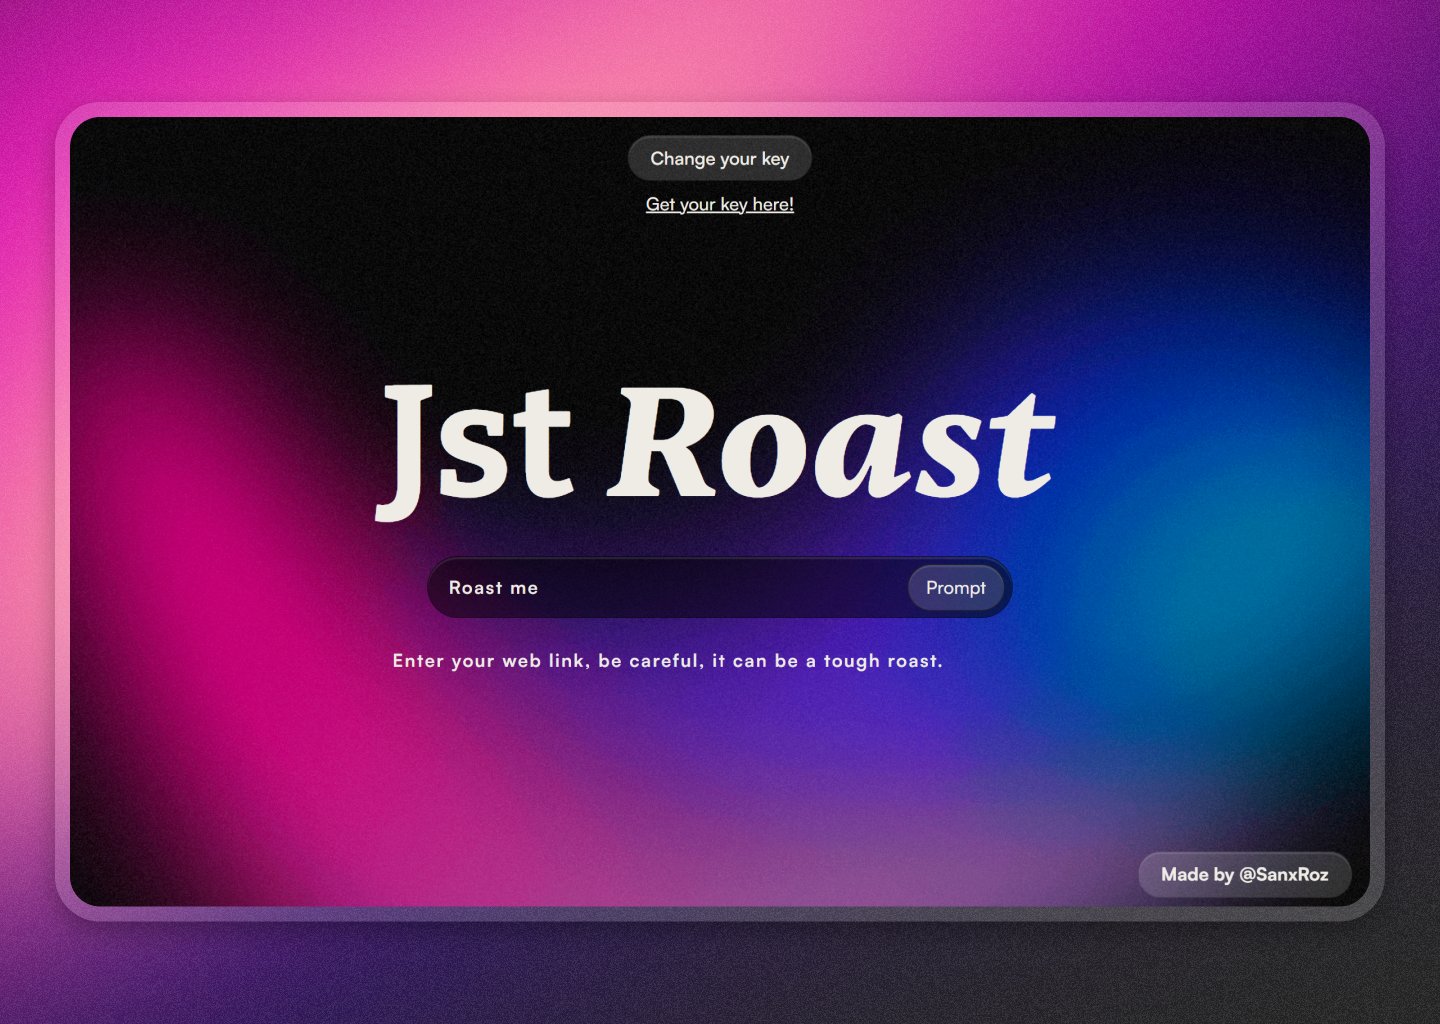 Change your key
Get your key here!
Jst Roast
Roast me
Prompt
Enter your web link, be careful, it can be a tough roast.
Made by @SanxRoz